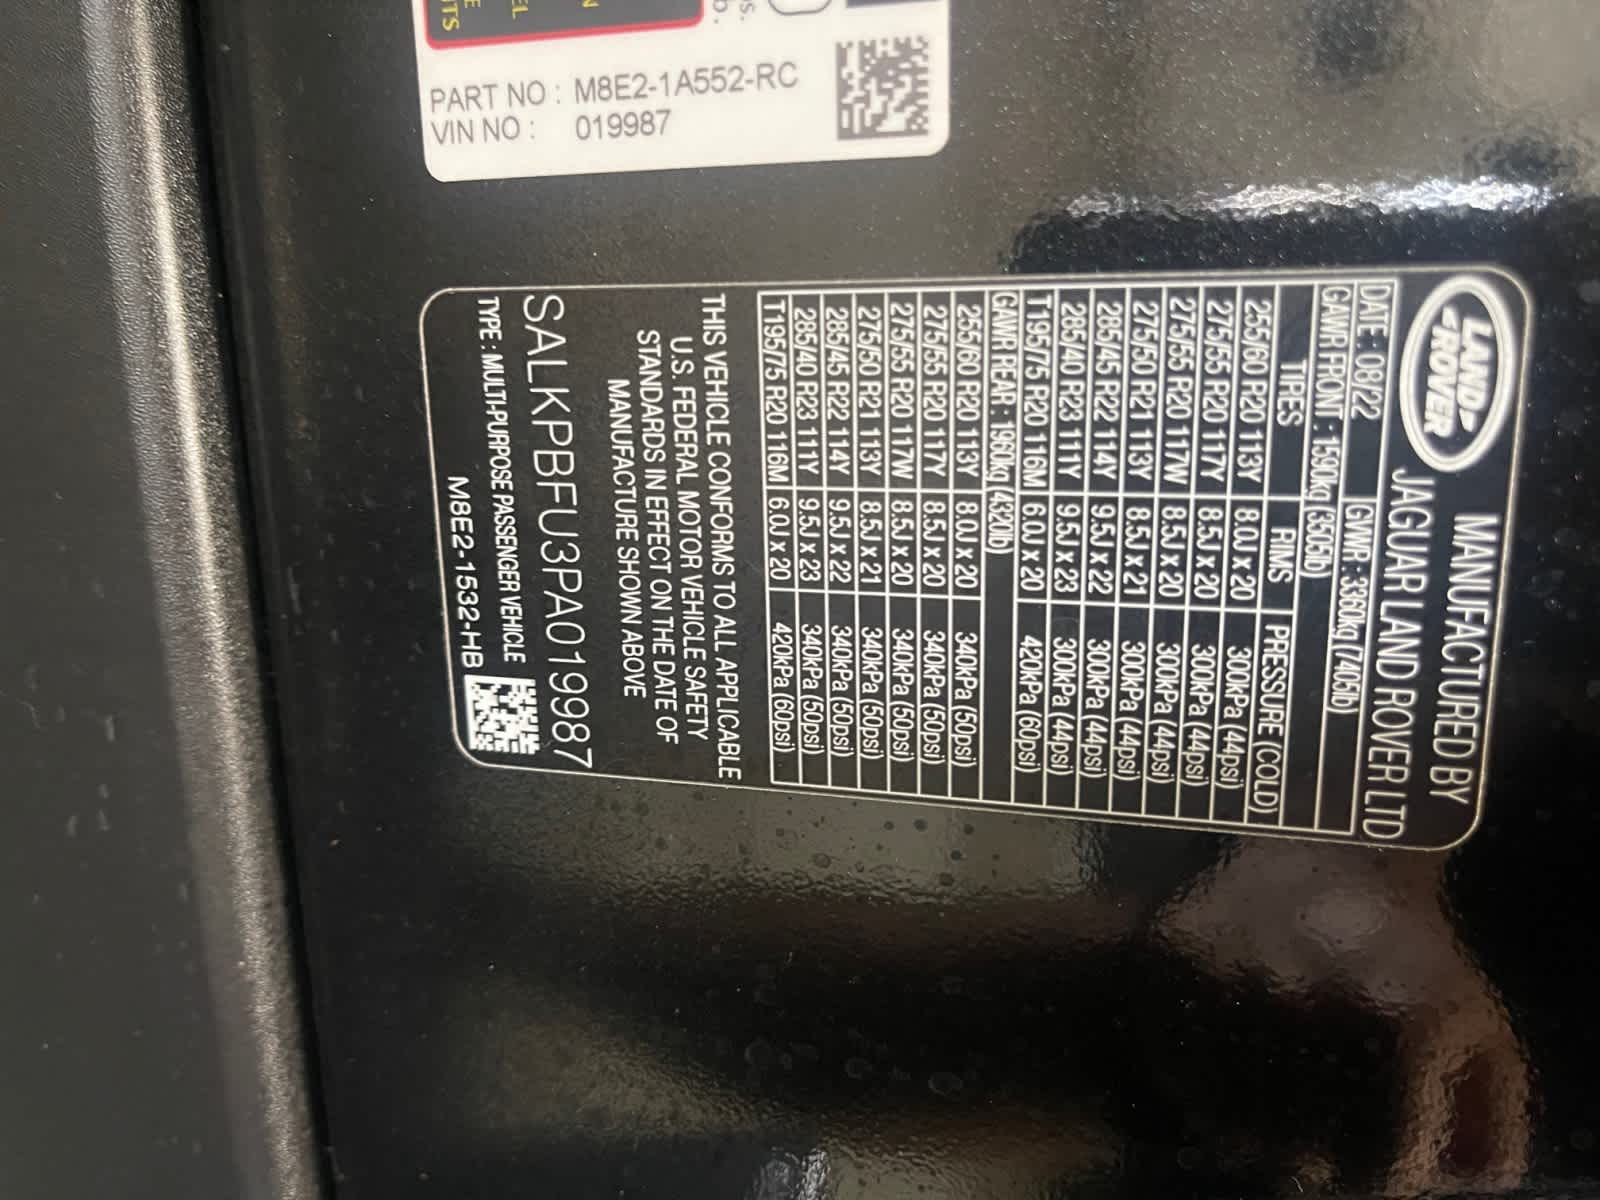 PART NO : M8E2-1A552-RC
VIN NO : 019987
LAND-
-ROVER
MANUFACTURED BY
JAGUAR LAND ROVER LTD
DATE : 08/22 GWVR : 3360kg (7405lb)
GAWR FRONT : 1590kg (3505lb)
TIRES RIMS PRESSURE (COLD)
255/60 R20 113Y 8.0J x 20 300kPa (44psi)
275/55 R20 117Y 8.5J x 20 300kPa (44psi)
275/55 R20 117W 8.5J x 20 300kPa (44psi)
275/50 R21 113Y 8.5J x 21 300kPa (44psi)
285/45 R22 114Y 9.5J x 22 300kPa (44psi)
285/40 R23 111Y 9.5J x 23 300kPa (44psi)
T195/75 R20 116M 6.0J x 20 420kPa (60psi)
GAWR REAR : 1960kg (4320lb)
255/60 R20 113Y 8.0J x 20 340kPa (50psi)
275/55 R20 117Y 8.5J x 20 340kPa (50psi)
275/55 R20 117W 8.5J x 20 340kPa (50psi)
275/50 R21 113Y 8.5J x 21 340kPa (50psi)
285/45 R22 114Y 9.5J x 22 340kPa (50psi)
285/40 R23 111Y 9.5J x 23 340kPa (50psi)
T195/75 R20 116M 6.0J x 20 420kPa (60psi)
THIS VEHICLE CONFORMS TO ALL APPLICABLE
U.S. FEDERAL MOTOR VEHICLE SAFETY
STANDARDS IN EFFECT ON THE DATE OF
MANUFACTURE SHOWN ABOVE
SALKPBFU3PA019987
TYPE : MULTI-PURPOSE PASSENGER VEHICLE
M8E2-1532-HB